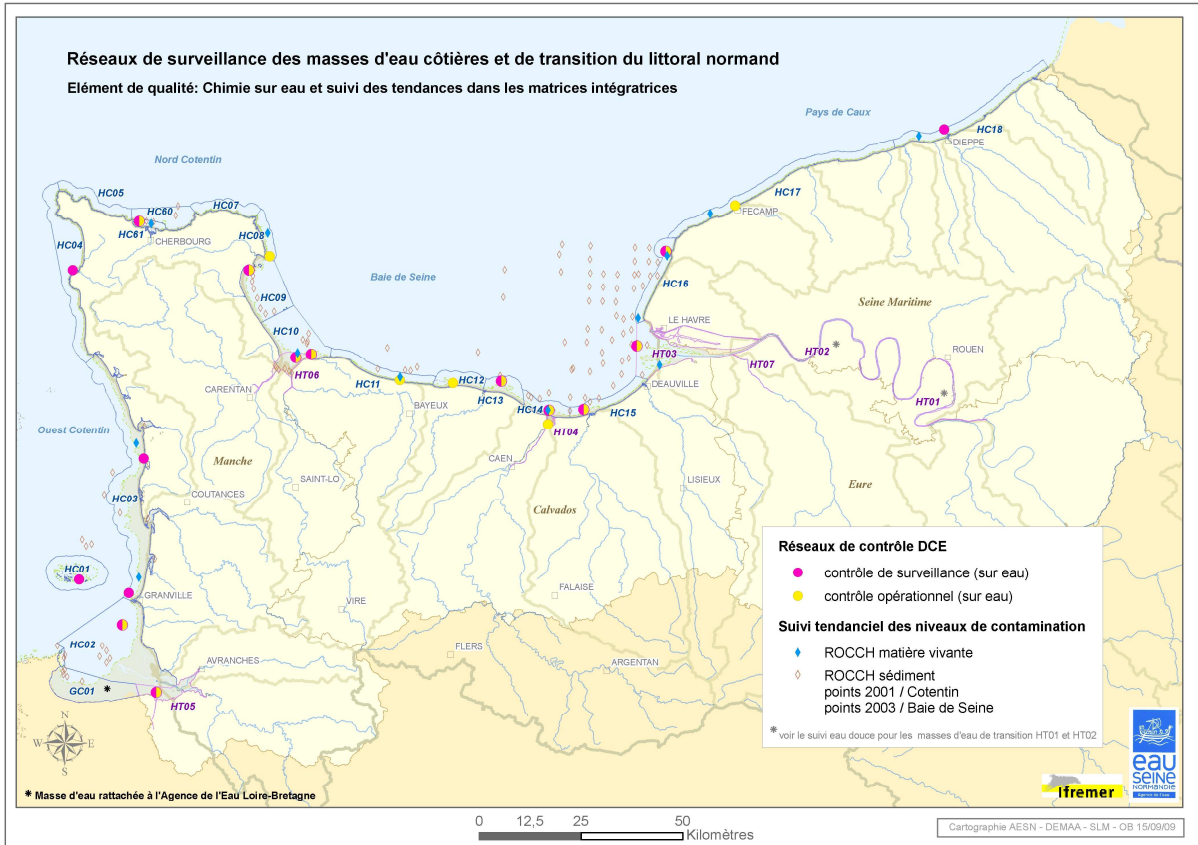 Réseaux de surveillance des masses d'eau côtières et de transition du littoral normand
Elément de qualité: Chimie sur eau et suivi des tendances dans les matrices intégratrices
Pays de Caux
HC18
DIEPPE
Nord Cotentin
HC05
HC60
HC07
HC17
FECAMP
HC61
CHERBOURG
HC08
HC04
Baie de Seine
HC16
HC09
Seine Maritime
LE HAVRE
HC10
HT03
HT02
ROUEN
HT07
HT06
HC11
HC12
DEAUVILLE
CARENTAN
HC13
BAYEUX
HT01
HC14
HC15
Ouest Cotentin
HT04
CAEN
Manche
SAINT-LO
LISIEUX
Eure
HC03
COUTANCES
Calvados
HC01
GRANVILLE
VIRE
FALAISE
HC02
FLERS
AVRANCHES
ARGENTAN
GC01
*
HT05
Réseaux de contrôle DCE
contrôle de surveillance (sur eau)
contrôle opérationnel (sur eau)
Suivi tendanciel des niveaux de contamination
ROCCH matière vivante
ROCCH sédiment
points 2001 / Cotentin
points 2003 / Baie de Seine
* voir le suivi eau douce pour les masses d'eau de transition HT01 et HT02
N
W E
S
* Masse d'eau rattachée à l'Agence de l'Eau Loire-Bretagne
Ifremer
eau
SEINE
NORMANDIE
Agence de l'eau
0 12,5 25 50
Kilomètres
Cartographie AESN - DEMAA - SLM - OB 15/09/09